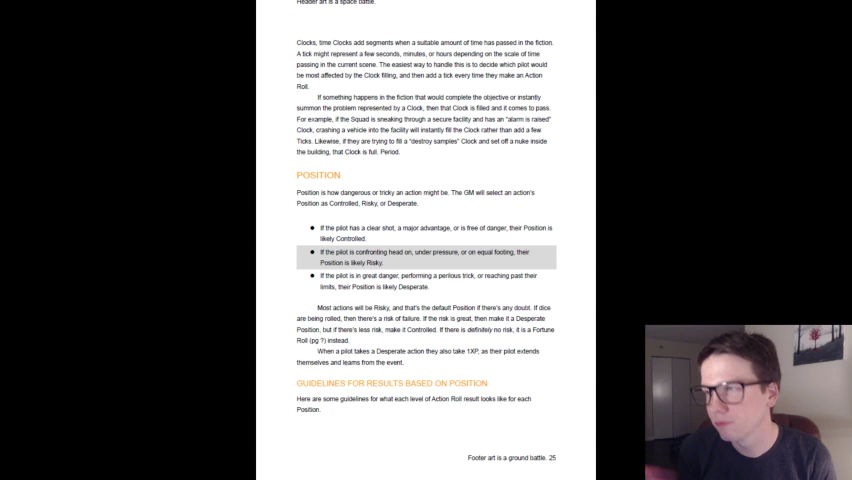 Header art is a space battle.
Clocks, time Clocks add segments when a suitable amount of time has passed in the fiction.
A tick might represent a few seconds, minutes, or hours depending on the scale of time
passing in the current scene. The easiest way to handle this is to decide which pilot would
be most affected by the Clock filling, and then add a tick every time they make an Action
Roll.
If something happens in the fiction that would complete the objective or instantly
summon the problem represented by a Clock, then that Clock is filled and it comes to pass.
For example, if the Squad is sneaking through a secure facility and has an “alarm is raised”
Clock, crashing a vehicle into the facility will instantly fill the Clock rather than add a few
Ticks. Likewise, if they are trying to fill a “destroy samples” Clock and set off a nuke inside
the building, that Clock is full. Period.
POSITION
Position is how dangerous or tricky an action might be. The GM will select an action's
Position as Controlled, Risky, or Desperate.
● If the pilot has a clear shot, a major advantage, or is free of danger, their Position is
likely Controlled.
● If the pilot is confronting head on, under pressure, or on equal footing, their
Position is likely Risky.
● If the pilot is in great danger, performing a perilous trick, or reaching past their
limits, their Position is likely Desperate.
Most actions will be Risky, and that's the default Position if there's any doubt. If dice
are being rolled, then there's a risk of failure. If the risk is great, then make it a Desperate
Position, but if there's less risk, make it Controlled. If there is definitely no risk, it is a Fortune
Roll (pg ?) instead.
When a pilot takes a Desperate action they also take 1XP, as their pilot extends
themselves and learns from the event.
GUIDELINES FOR RESULTS BASED ON POSITION
Here are some guidelines for what each level of Action Roll result looks like for each
Position.
Footer art is a ground battle. 25